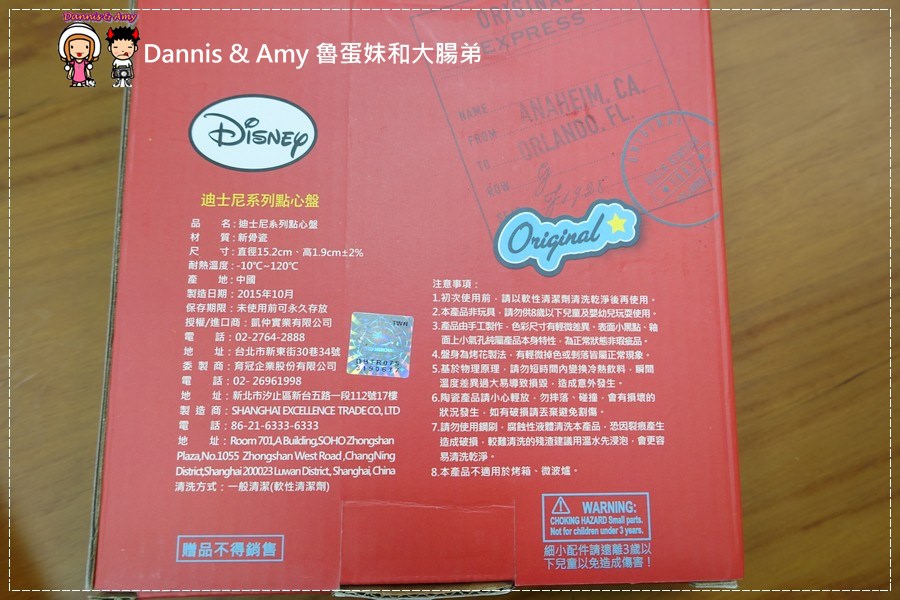 Dannis & Amy
Dannis & Amy 魯蛋妹和大腸弟
ORIGINAL
EXPRESS
NAME
FROM
ANAHEIM, CA.
TO
ORLANDO, FL.
Disney
迪士尼系列點心盤
品 名:迪士尼系列點心盤
材 質:新骨瓷
尺 寸:直徑15.2cm、高1.9cm±2%
耐熱溫度:-10℃~120℃
產 地:中國
製造日期:2015年10月
保存期限:未使用前可永久存放
授權/進口商:凱仲實業有限公司
電 話:02-2764-2888
地 址:台北市新東街30巷34號
委 製 商:育冠企業股份有限公司
電 話:02- 26961998
地 址:新北市汐止區新台五路一段112號17樓
製 造 商:SHANGHAI EXCELLENCE TRADE CO, LTD
電 話:86-21-6333-6333
地 址:Room 701,A Building,SOHO Zhongshan
Plaza,No.1055 Zhongshan West Road ,ChangNing
District,Shanghai 200023 Luwan District, Shanghai, China
清洗方式:一般清潔(軟性清潔劑)
贈品不得銷售
Original
注意事項:
1.初次使用前，請以軟性清潔劑清洗乾淨後再使用。
2.本產品非玩具，請勿供8歲以下兒童及嬰幼兒玩耍使用。
3.產品由手工製作，色彩尺寸有輕微差異、表面小黑點、釉
面上小氣孔純屬產品本身特性，為正常狀態非瑕疵品。
4.盤身為烤花製法，有輕微掉色或剝落皆屬正常現象。
5.基於物理原理，請勿短時間內變換冷熱飲料，瞬間
溫度差異過大易導致損毀，造成意外發生。
6.陶瓷產品請小心輕放，勿摔落、碰撞，會有損壞的
狀況發生，如有破損請丟棄避免割傷。
7.請勿使用鋼刷，腐蝕性液體清洗本產品，恐因裂痕產生
造成破損，較難清洗的殘渣建議用溫水先浸泡，會更容
易清洗乾淨。
8.本產品不適用於烤箱、微波爐。
WARNING:
CHOKING HAZARD Small parts.
Not for children under 3 years.
細小配件請遠離3歲以
下兒童以免造成傷害！